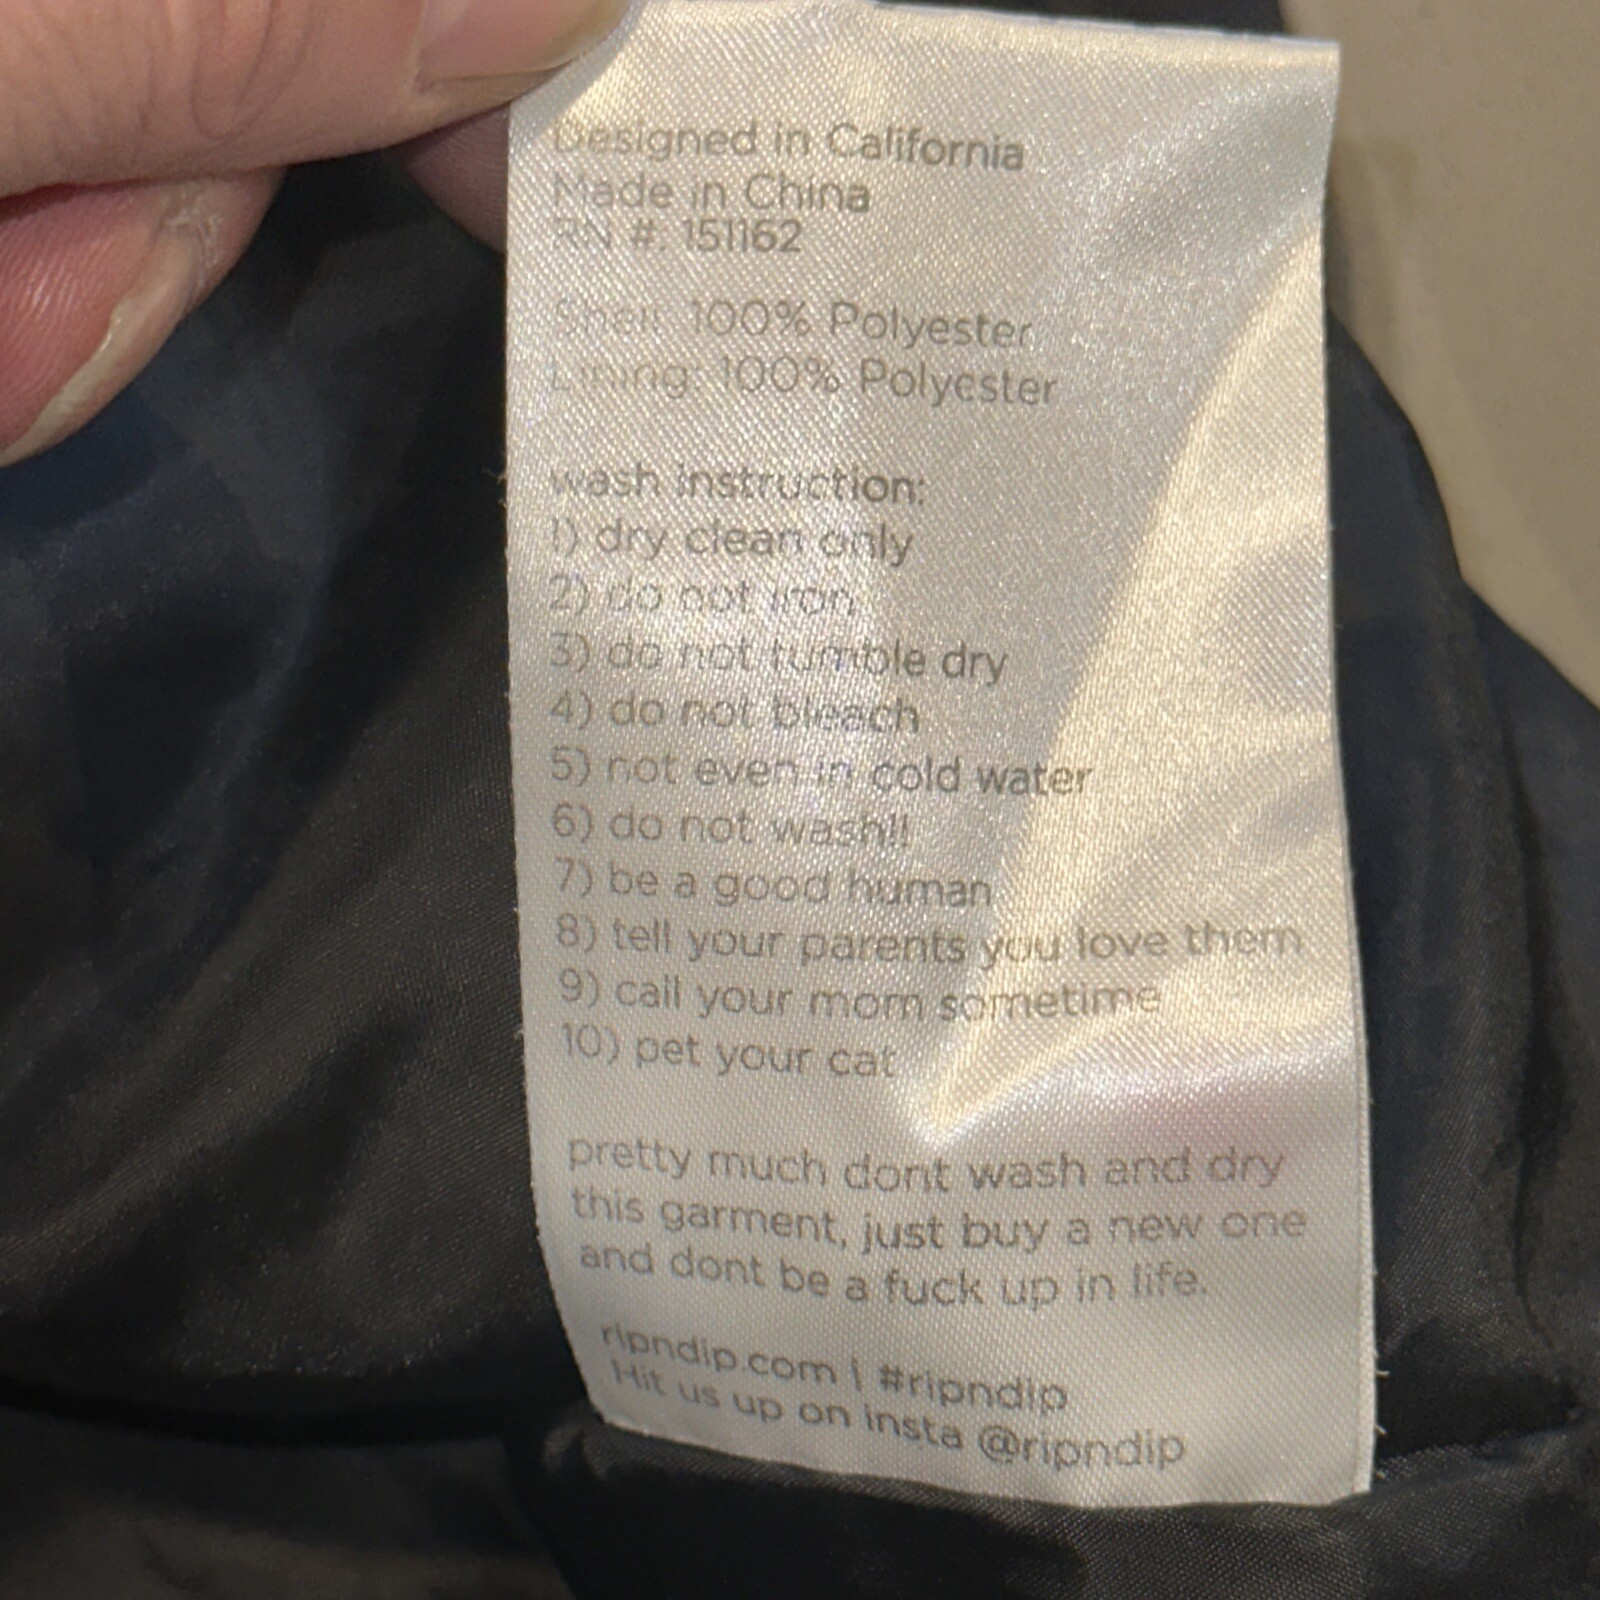 Designed in California
Made in China
RN #: 151162
Shell: 100% Polyester
Lining: 100% Polyester
wash instruction:
1) dry clean only
2) do not iron
3) do not tumble dry
4) do not bleach
5) not even in cold water
6) do not wash!!
7) be a good human
8) tell your parents you love them
9) call your mom sometime
10) pet your cat
pretty much dont wash and dry
this garment, just buy a new one
and dont be a fuck up in life.
ripndip.com | #ripndip
Hit us up on insta @ripndip